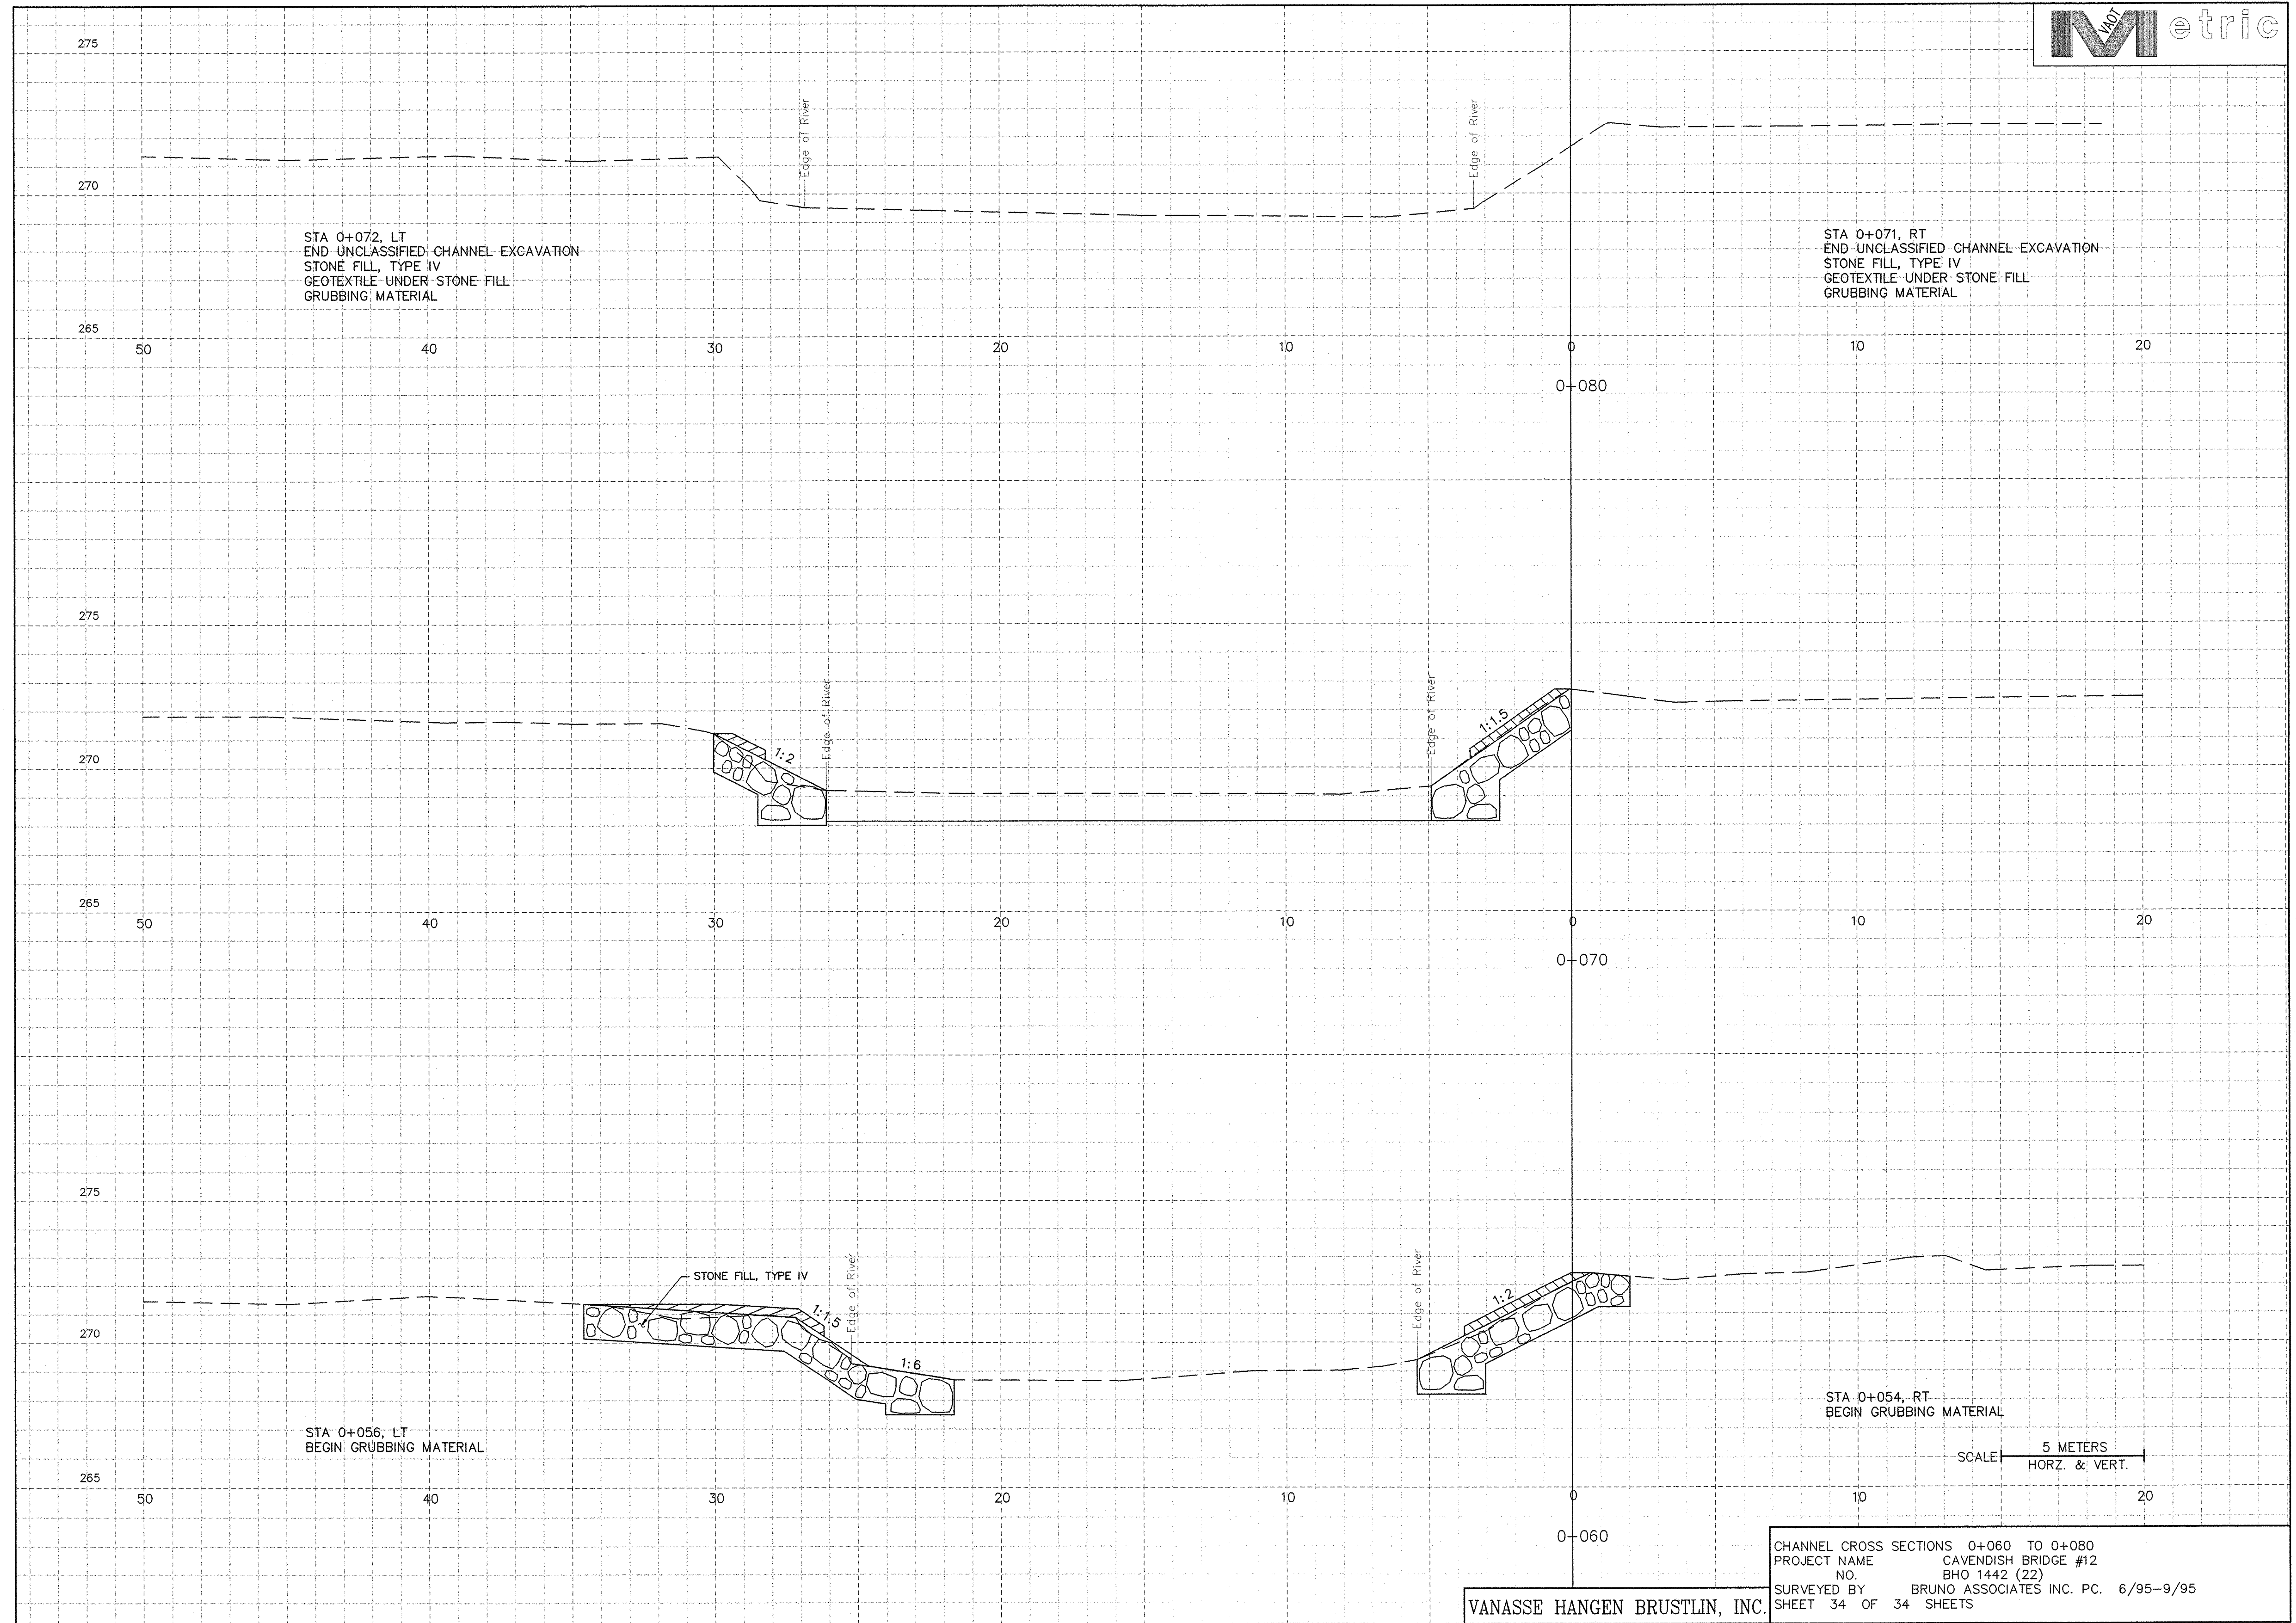 VAOT
Metric
275
Edge of River
Edge of River
270
STA 0+072, LT
END UNCLASSIFIED CHANNEL EXCAVATION
STONE FILL, TYPE IV
GEOTEXTILE UNDER STONE FILL
GRUBBING MATERIAL
STA 0+071, RT
END UNCLASSIFIED CHANNEL EXCAVATION
STONE FILL, TYPE IV
GEOTEXTILE UNDER STONE FILL
GRUBBING MATERIAL
265
50 40 30 20 10 0 10 20
0+080
275
Edge of River
Edge of River
1:2
1:1.5
270
265
50 40 30 20 10 0 10 20
0+070
275
STONE FILL, TYPE IV
Edge of River
Edge of River
1:1.5
1:2
270
1:6
STA 0+056, LT
BEGIN GRUBBING MATERIAL
STA 0+054, RT
BEGIN GRUBBING MATERIAL
SCALE 5 METERS
HORZ. & VERT.
265
50 40 30 20 10 0 10 20
0+060
CHANNEL CROSS SECTIONS 0+060 TO 0+080
PROJECT NAME CAVENDISH BRIDGE #12
NO. BHO 1442 (22)
SURVEYED BY BRUNO ASSOCIATES INC. PC. 6/95-9/95
SHEET 34 OF 34 SHEETS
VANASSE HANGEN BRUSTLIN, INC.